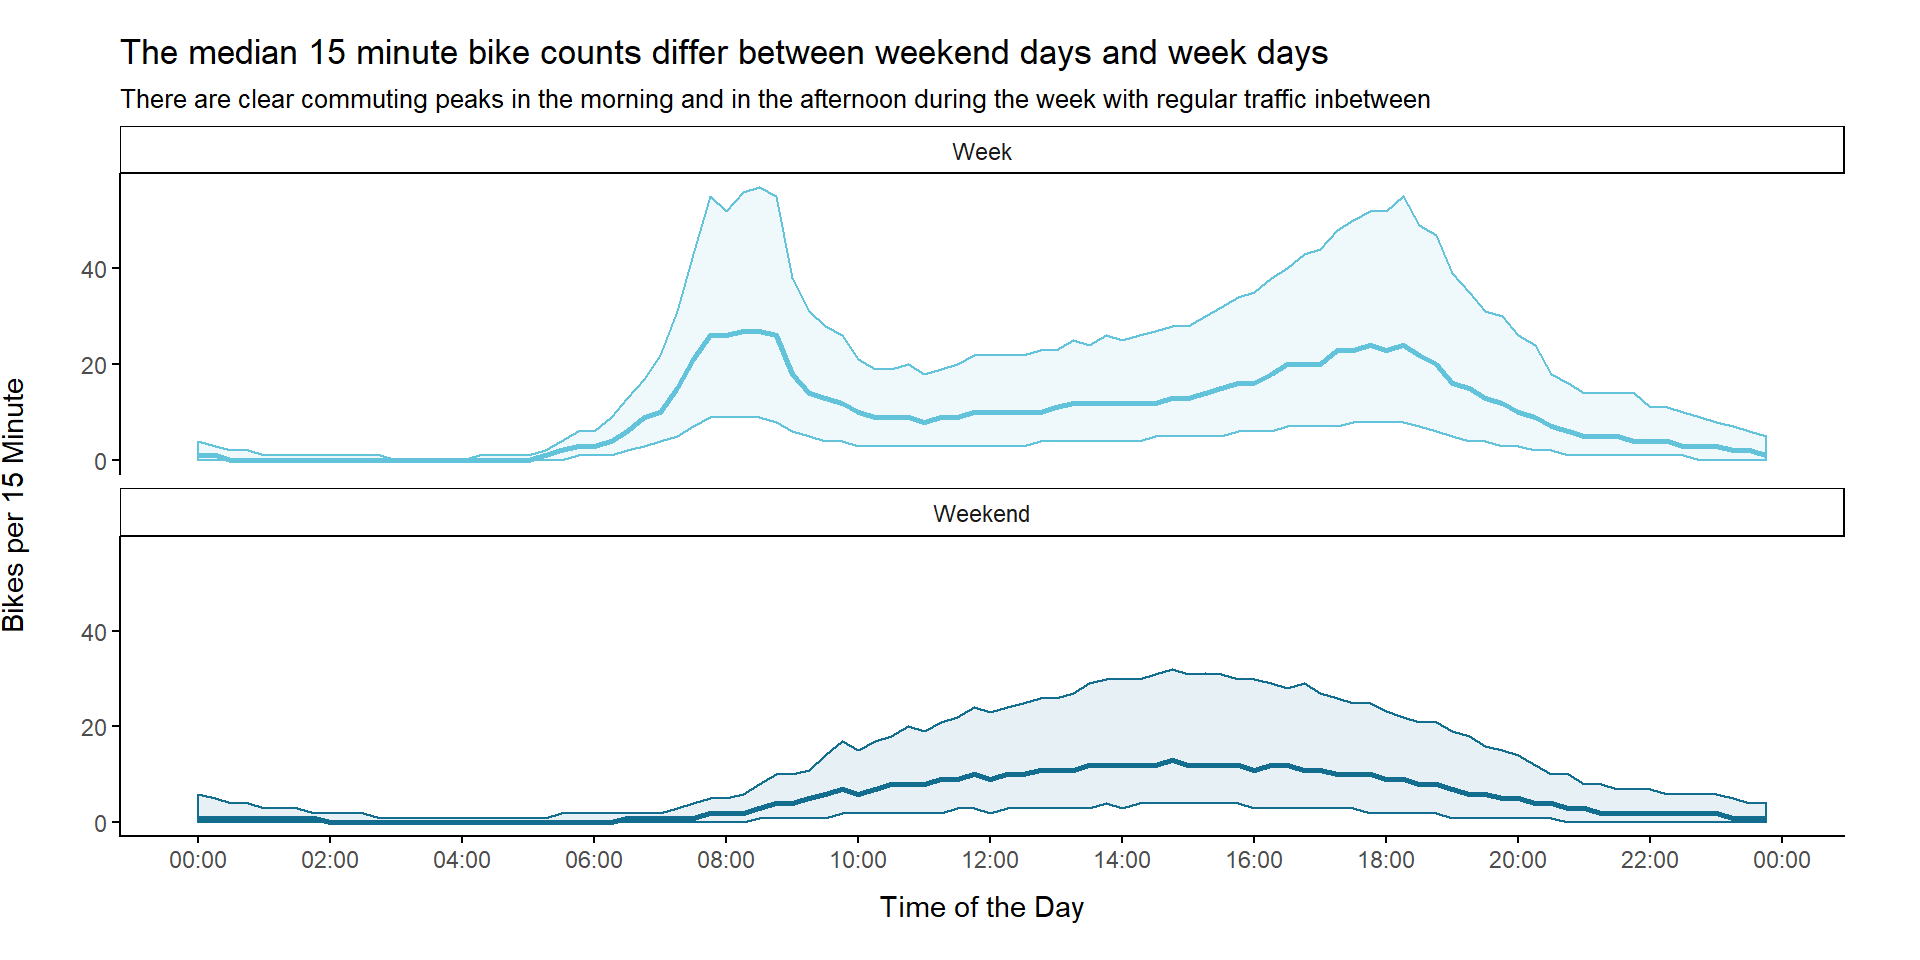 The median 15 minute bike counts differ between weekend days and week days
There are clear commuting peaks in the morning and in the afternoon during the week with regular traffic inbetween
Week
40
20
0
Weekend
40
20
0
Bikes per 15 Minute
00:00 02:00 04:00 06:00 08:00 10:00 12:00 14:00 16:00 18:00 20:00 22:00 00:00
Time of the Day